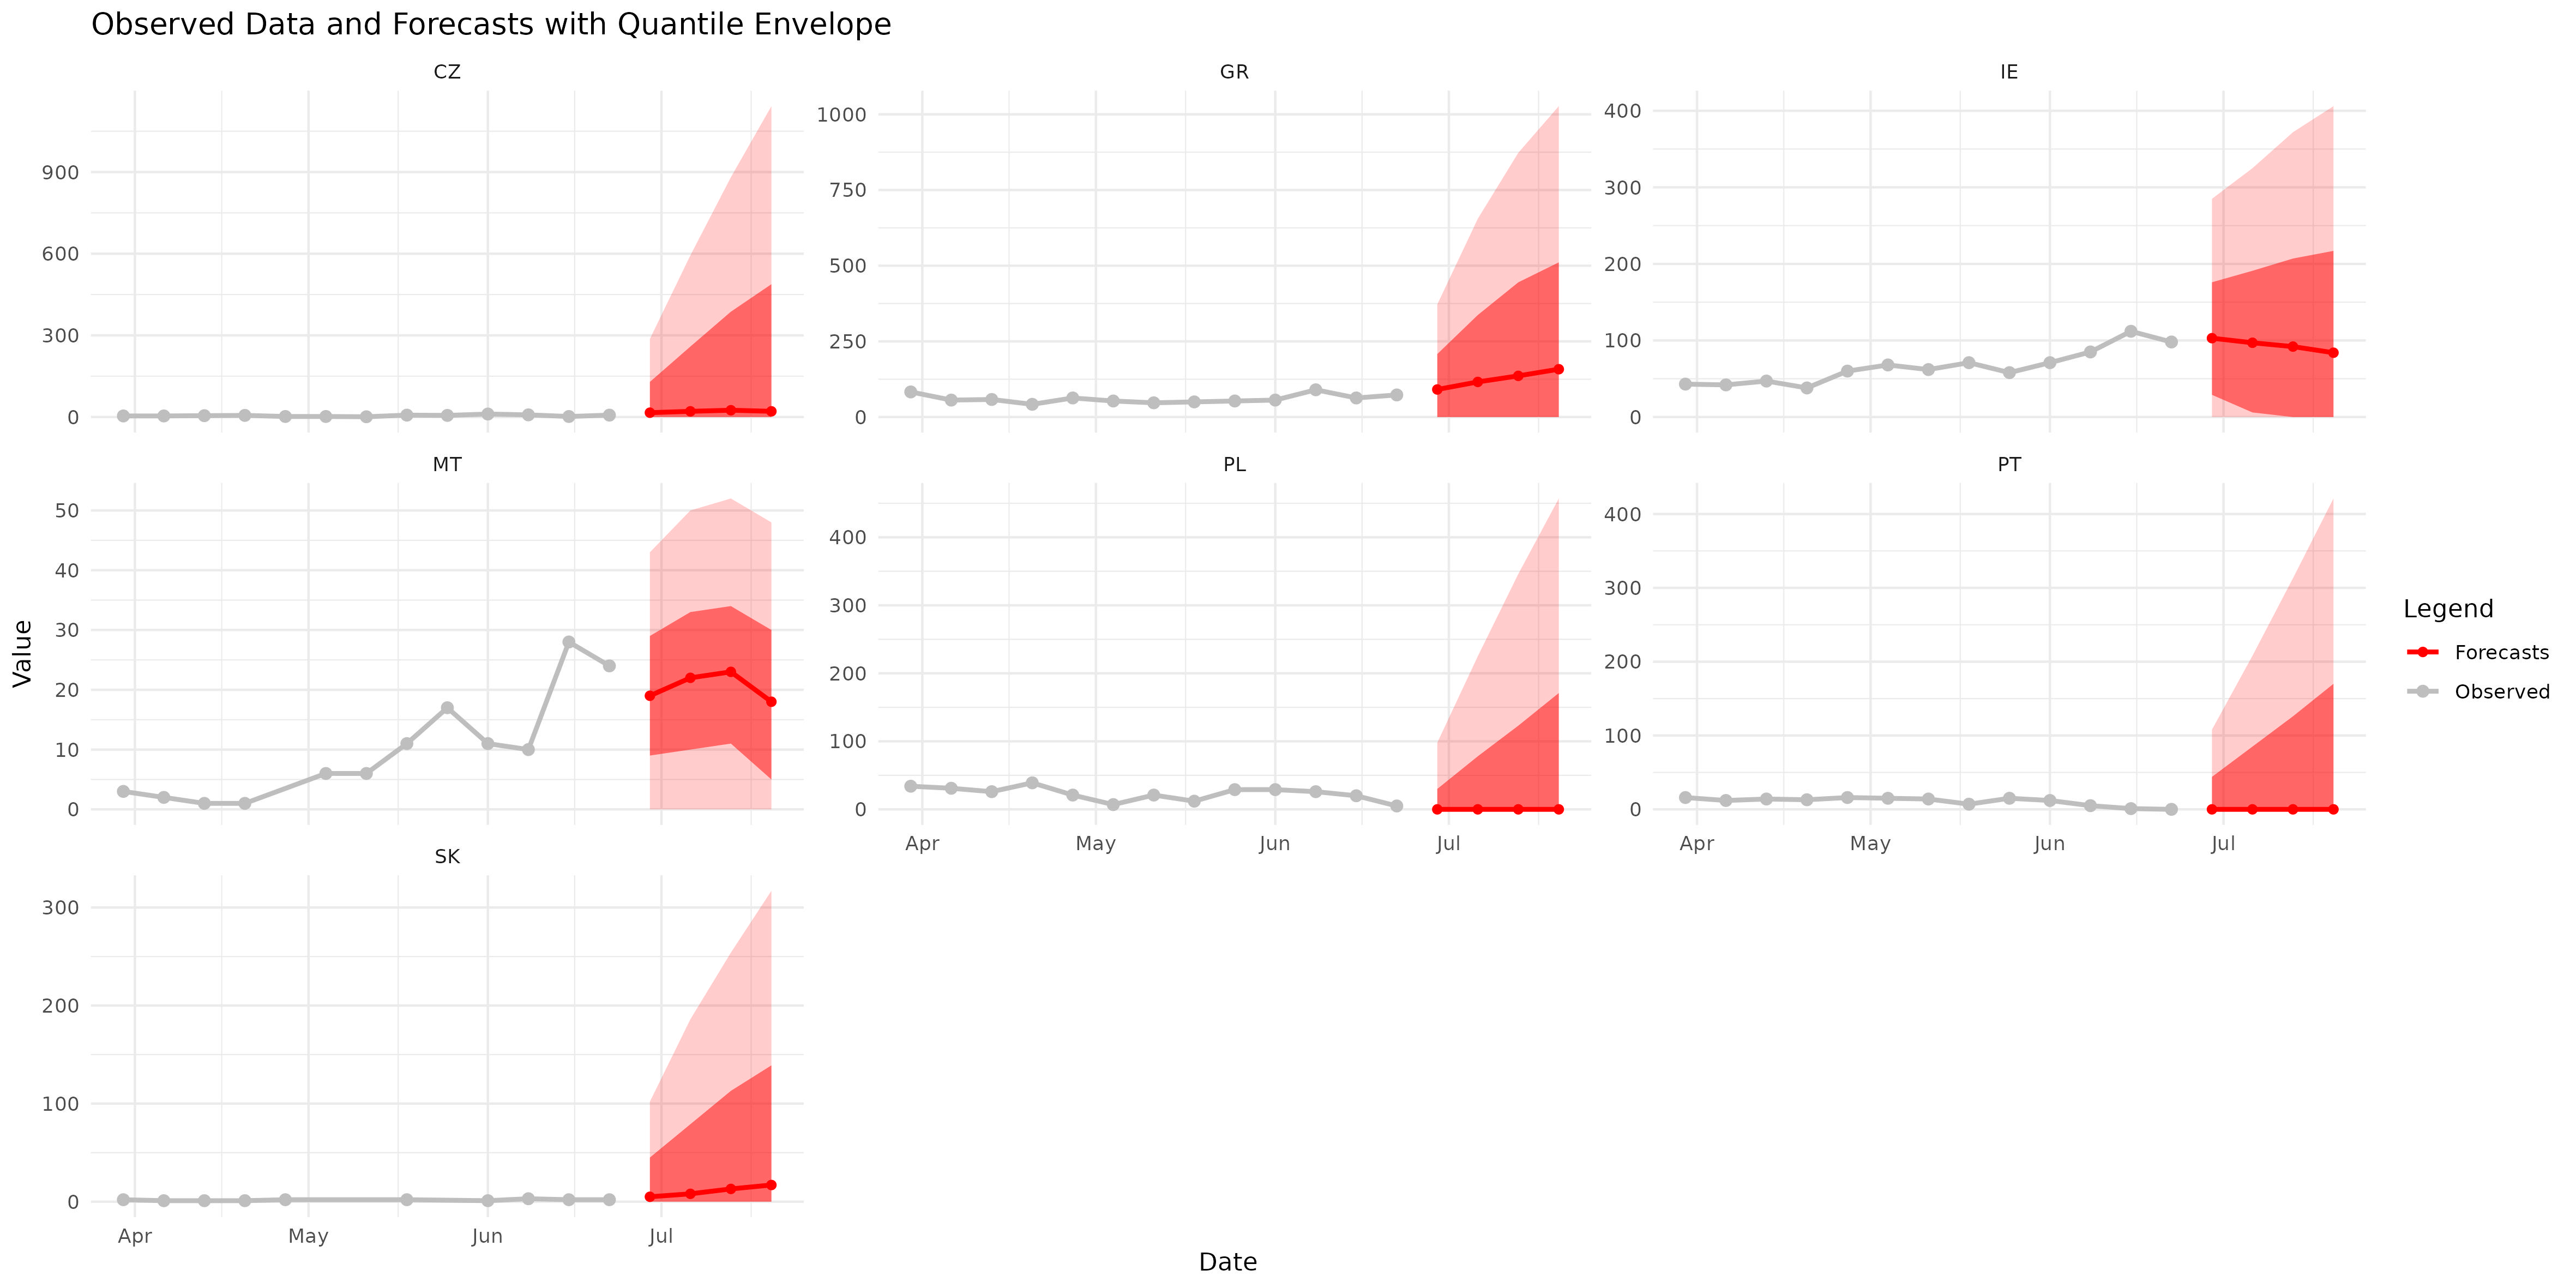 Observed Data and Forecasts with Quantile Envelope
CZ
GR
IE
900
600
300
0
1000
750
500
250
0
400
300
200
100
0
MT
PL
PT
50
40
30
20
10
0
400
300
200
100
0
400
300
200
100
0
Apr May Jun Jul
Apr May Jun Jul
SK
300
200
100
0
Apr May Jun Jul
Value
Date
Legend
Forecasts
Observed